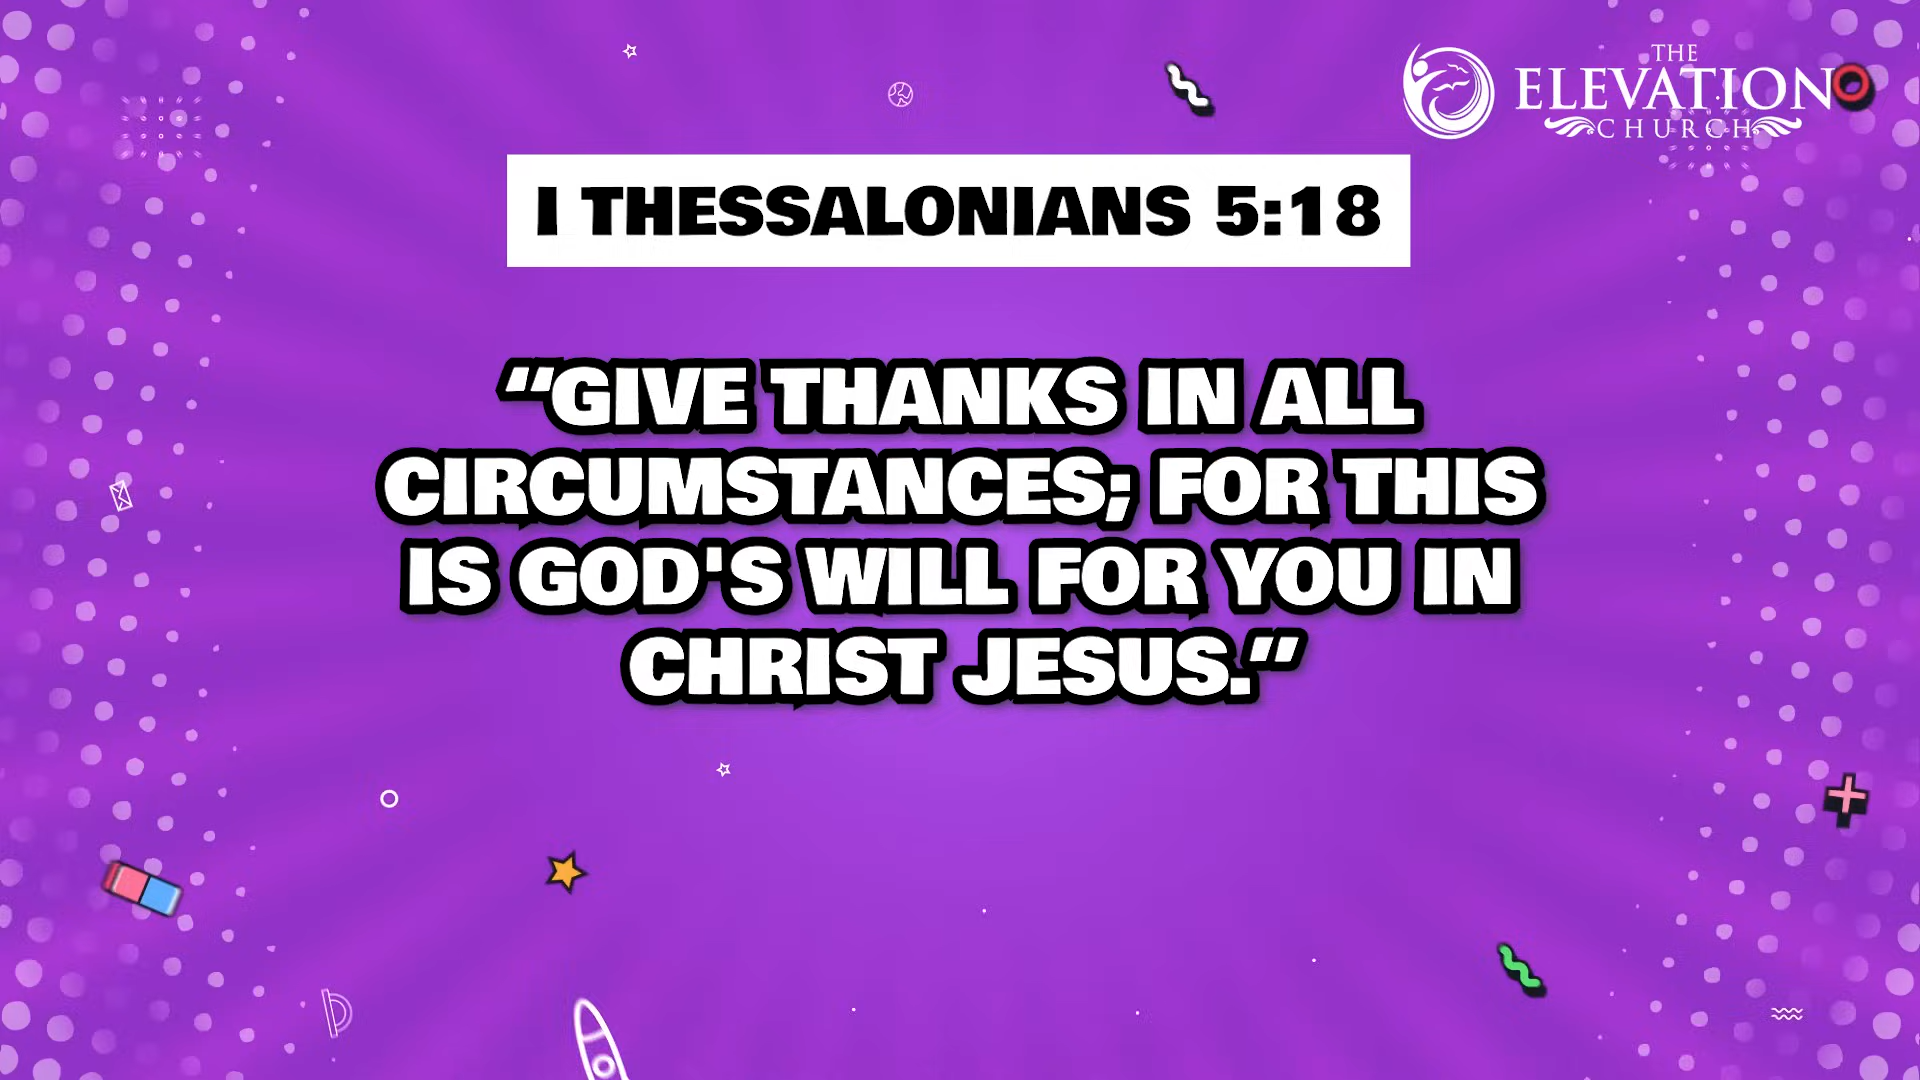 THE
ELEVATION
CHURCH
I THESSALONIANS 5:18
“GIVE THANKS IN ALL
CIRCUMSTANCES; FOR THIS
IS GOD'S WILL FOR YOU IN
CHRIST JESUS.”